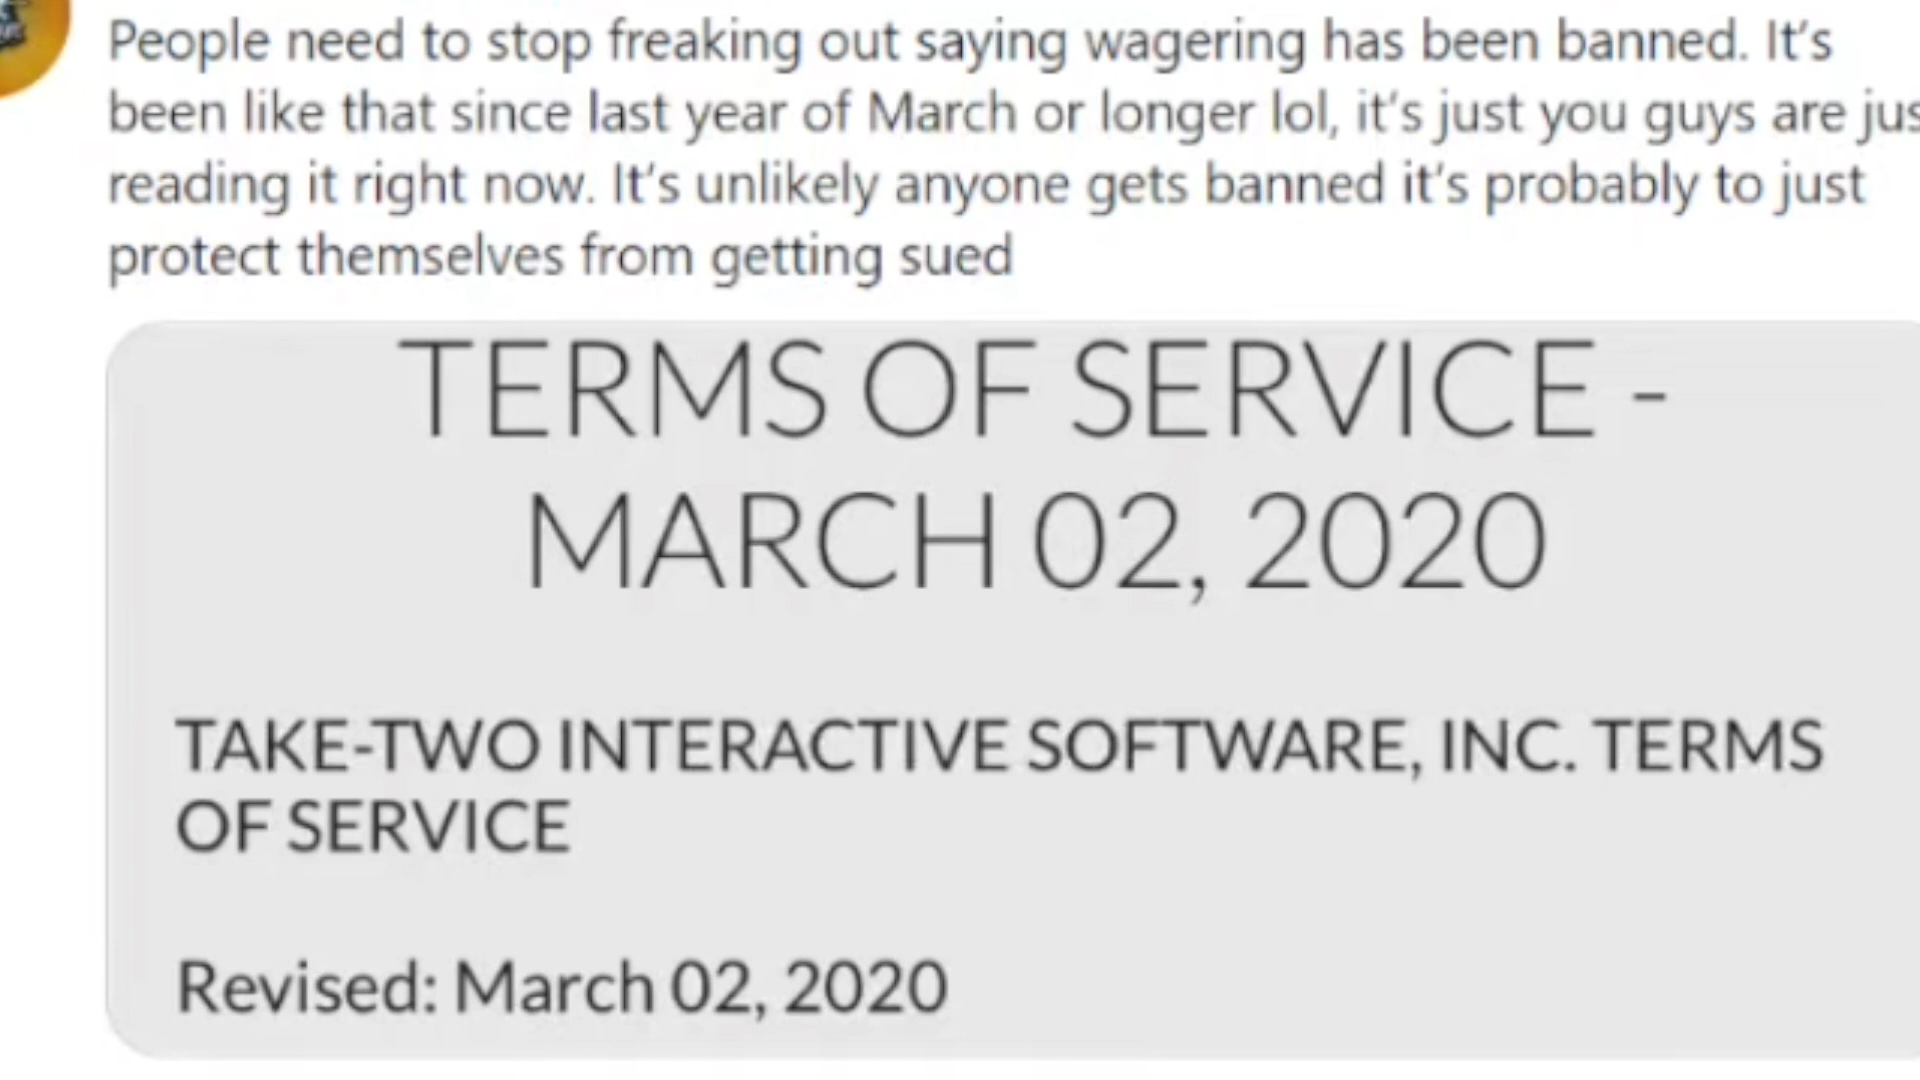 People need to stop freaking out saying wagering has been banned. It's
been like that since last year of March or longer lol, it's just you guys are jus
reading it right now. It's unlikely anyone gets banned it's probably to just
protect themselves from getting sued
TERMS OF SERVICE -
MARCH 02, 2020
TAKE-TWO INTERACTIVE SOFTWARE, INC. TERMS
OF SERVICE
Revised: March 02, 2020